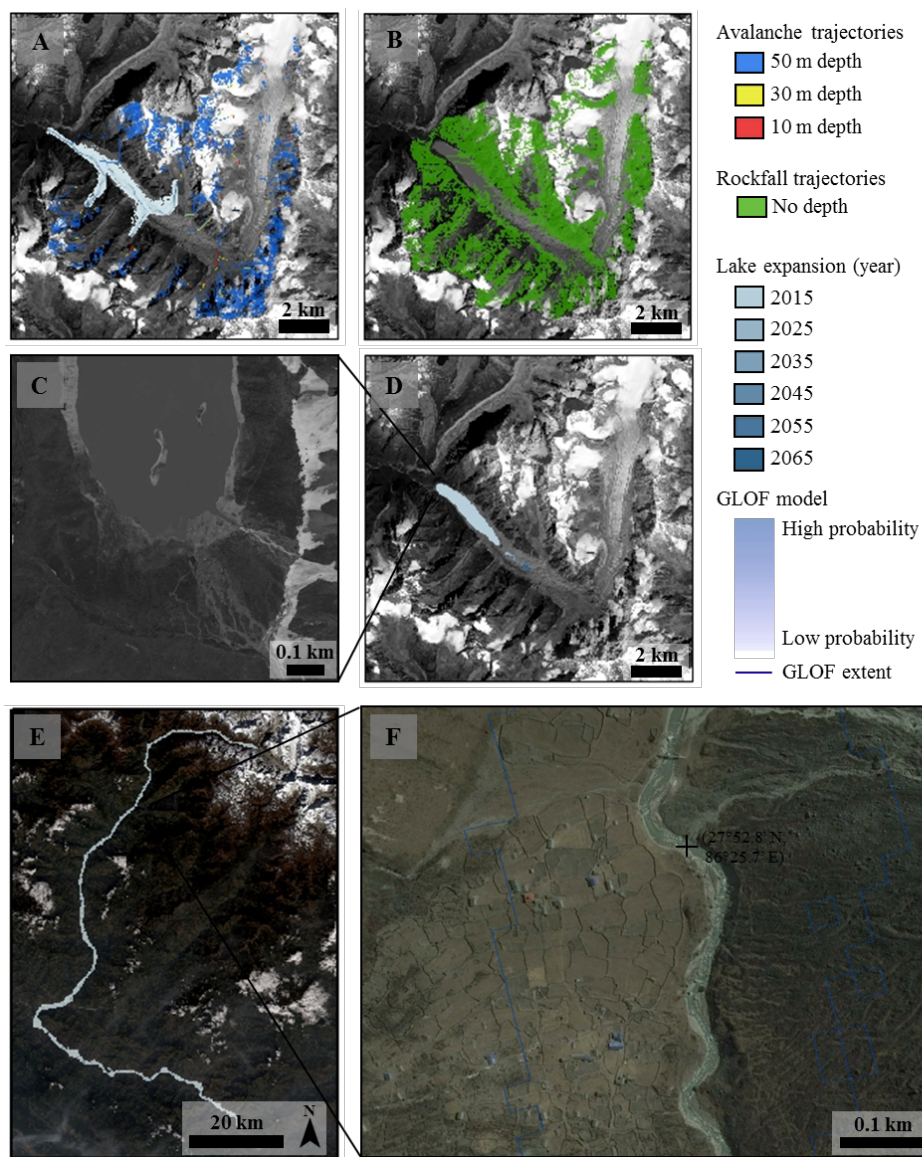 A
2 km
B
2 km
Avalanche trajectories
50 m depth
30 m depth
10 m depth
Rockfall trajectories
No depth
Lake expansion (year)
2015
2025
2035
2045
2055
2065
GLOF model
High probability
Low probability
GLOF extent
C
0.1 km
D
2 km
E
20 km
N
F
(27°52.8' N,
86°25.7' E)
0.1 km